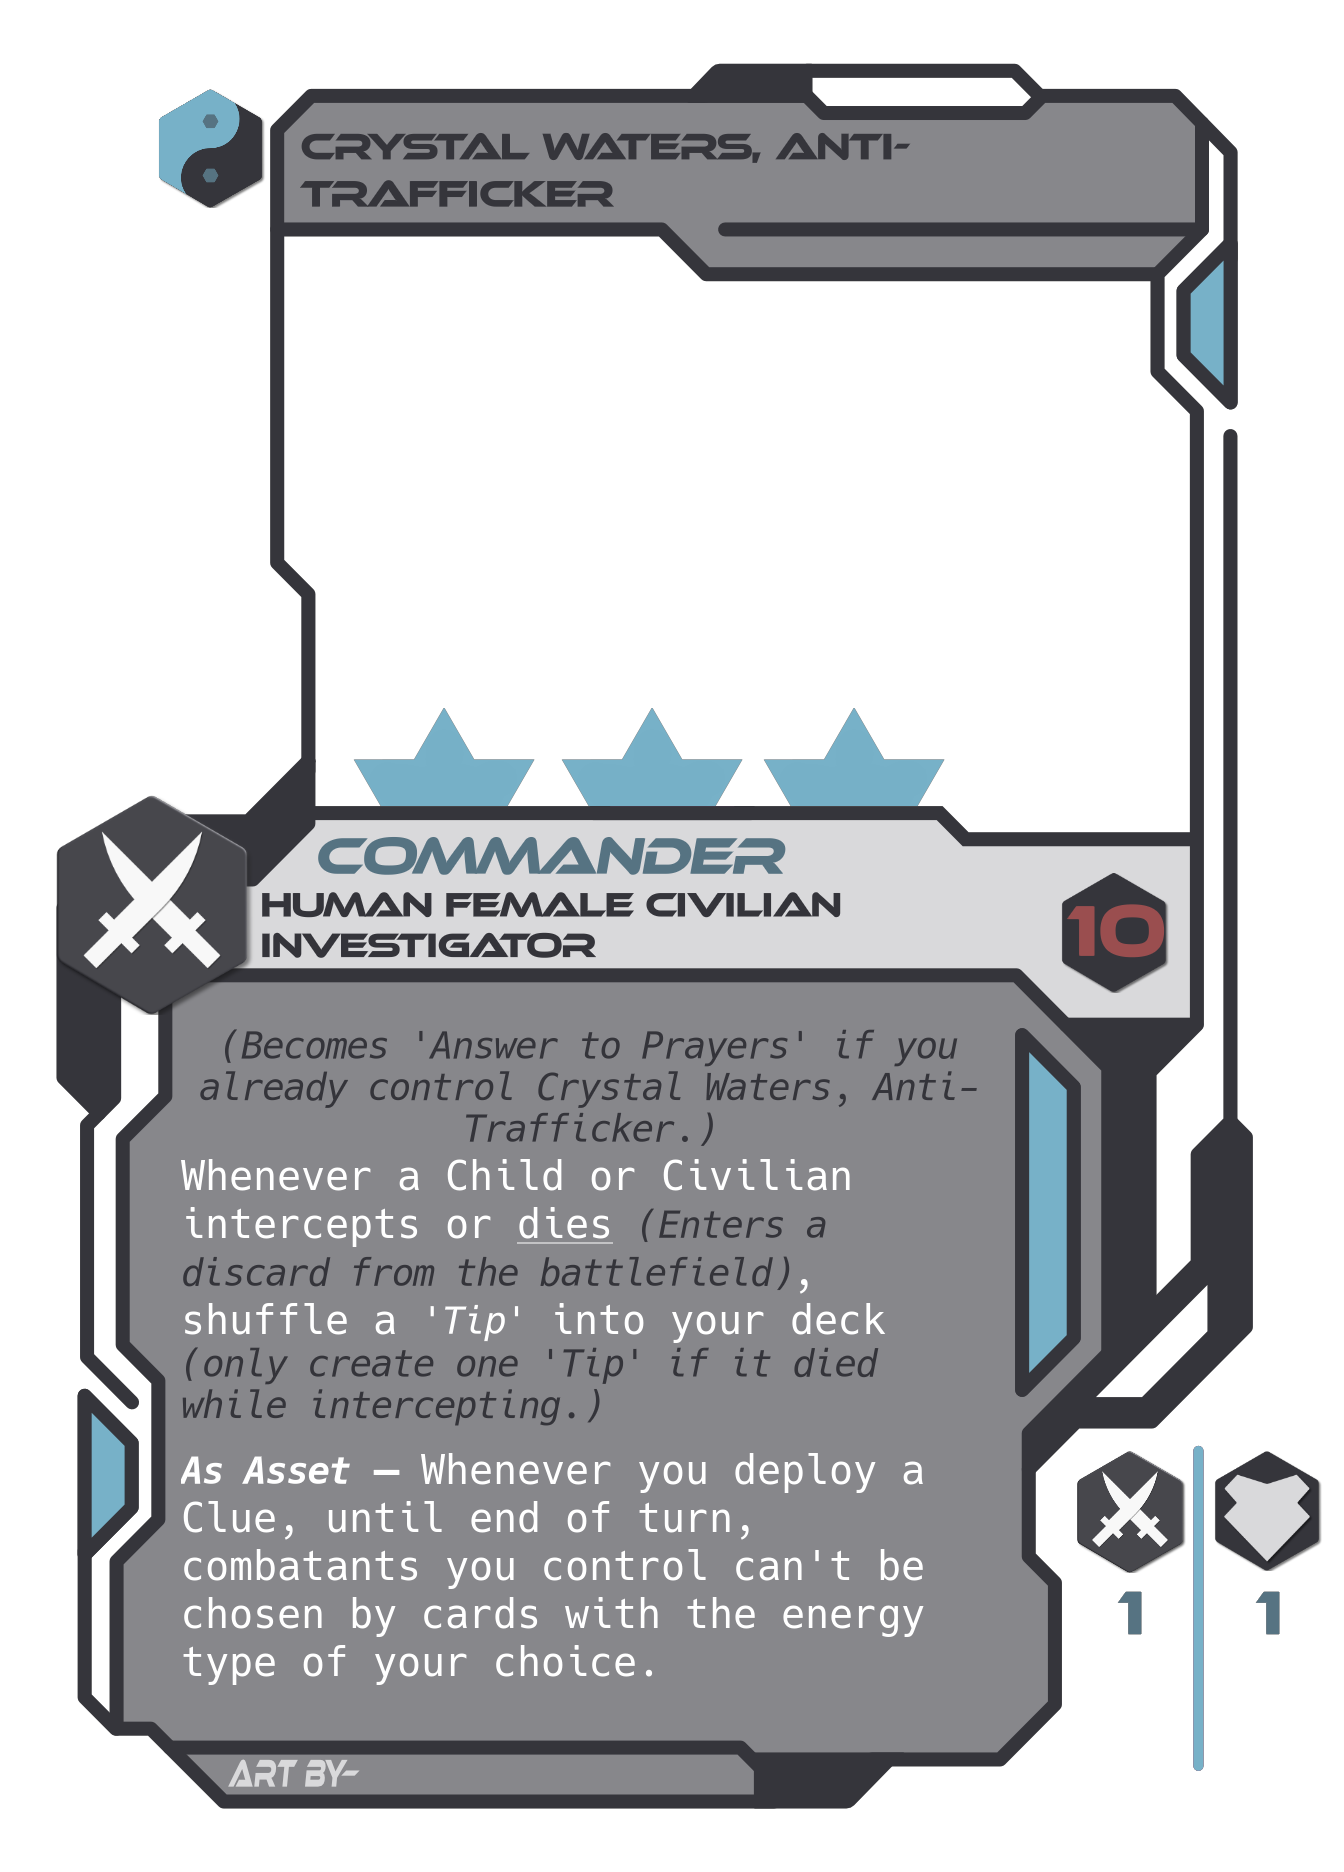 CRYSTAL WATERS, ANTI-
TRAFFICKER
COMMANDER
HUMAN FEMALE CIVILIAN
INVESTIGATOR
10
(Becomes 'Answer to Prayers' if you
already control Crystal Waters, Anti-
Trafficker.)
Whenever a Child or Civilian
intercepts or dies (Enters a
discard from the battlefield),
shuffle a 'Tip' into your deck
(only create one 'Tip' if it died
while intercepting.)
As Asset — Whenever you deploy a
Clue, until end of turn,
combatants you control can't be
chosen by cards with the energy
type of your choice.
1 1
ART BY-